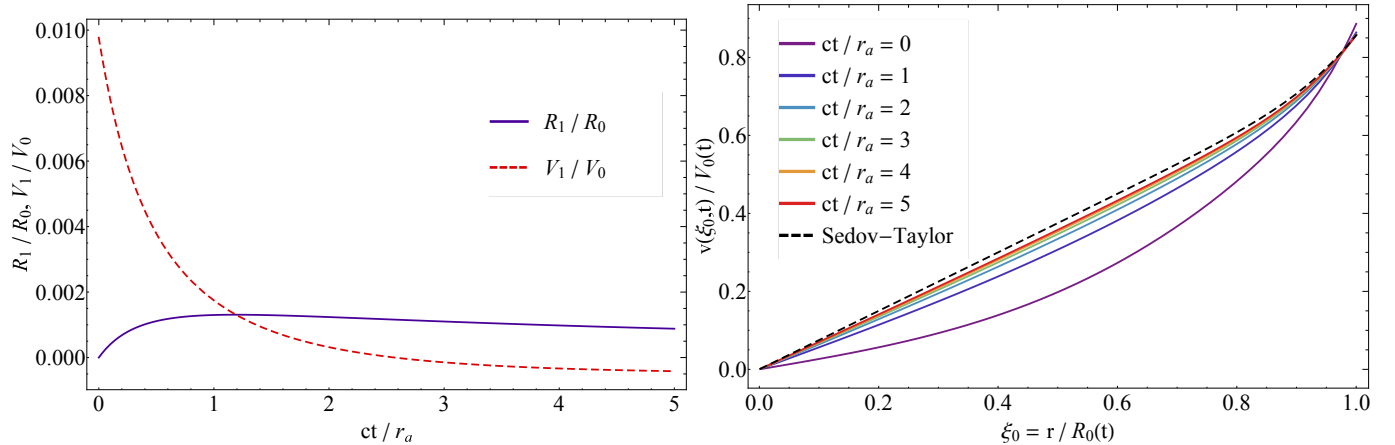 0.010
0.008
0.006
0.004
0.002
0.000
R₁ / R₀, V₁ / V₀
R₁ / R₀
V₁ / V₀
0
1
2
3
4
5
ct / rₐ
0.8
0.6
0.4
0.2
0.0
v(ξ₀,t) / V₀(t)
ct / rₐ = 0
ct / rₐ = 1
ct / rₐ = 2
ct / rₐ = 3
ct / rₐ = 4
ct / rₐ = 5
Sedov−Taylor
0.0
0.2
0.4
0.6
0.8
1.0
ξ₀ = r / R₀(t)